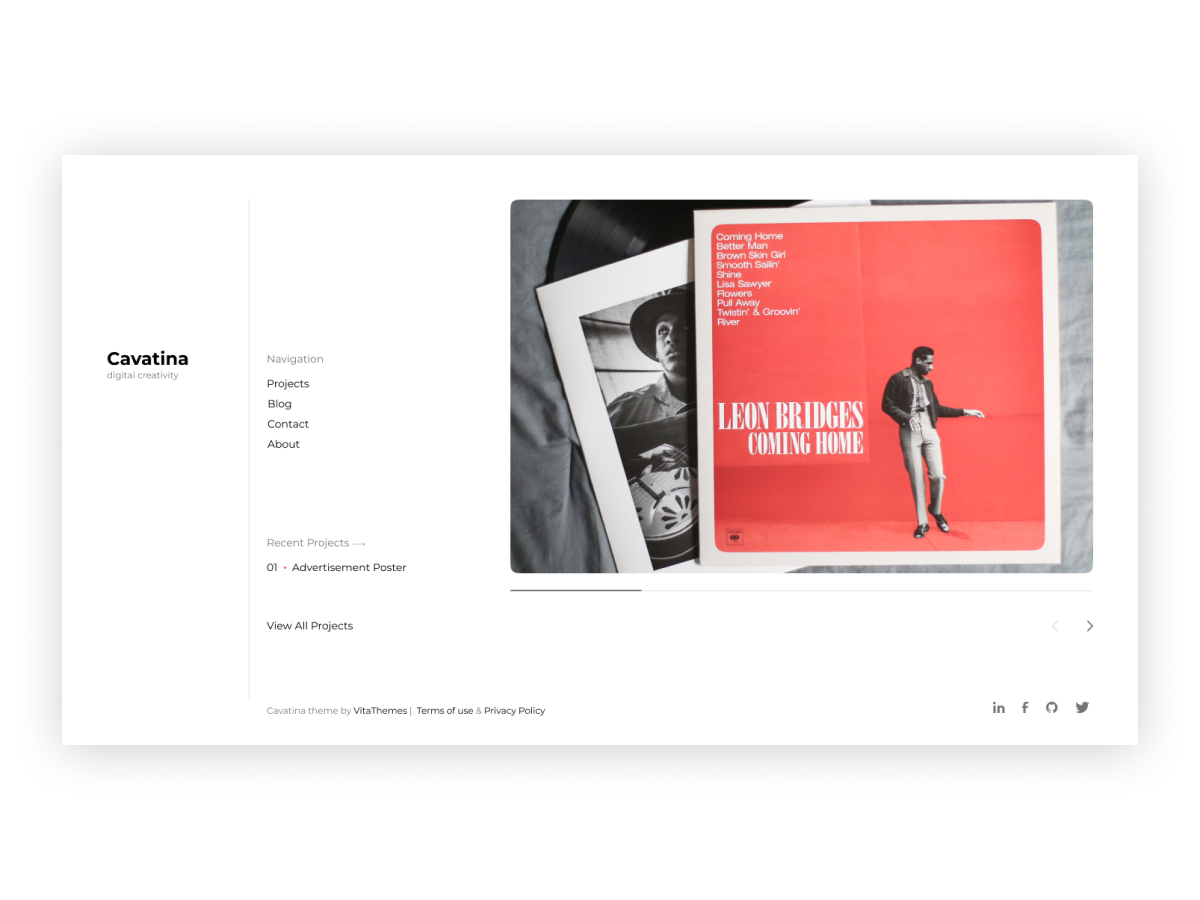 Cavatina
digital creativity
Navigation
Projects
Blog
Contact
About
Recent Projects →
01 • Advertisement Poster
View All Projects
Coming Home
Better Man
Brown Skin Girl
Smooth Sailin'
Shine
Lisa Sawyer
Flowers
Pull Away
Twistin' & Groovin'
River
LEON BRIDGES
COMING HOME
Cavatina theme by VitaThemes | Terms of use & Privacy Policy